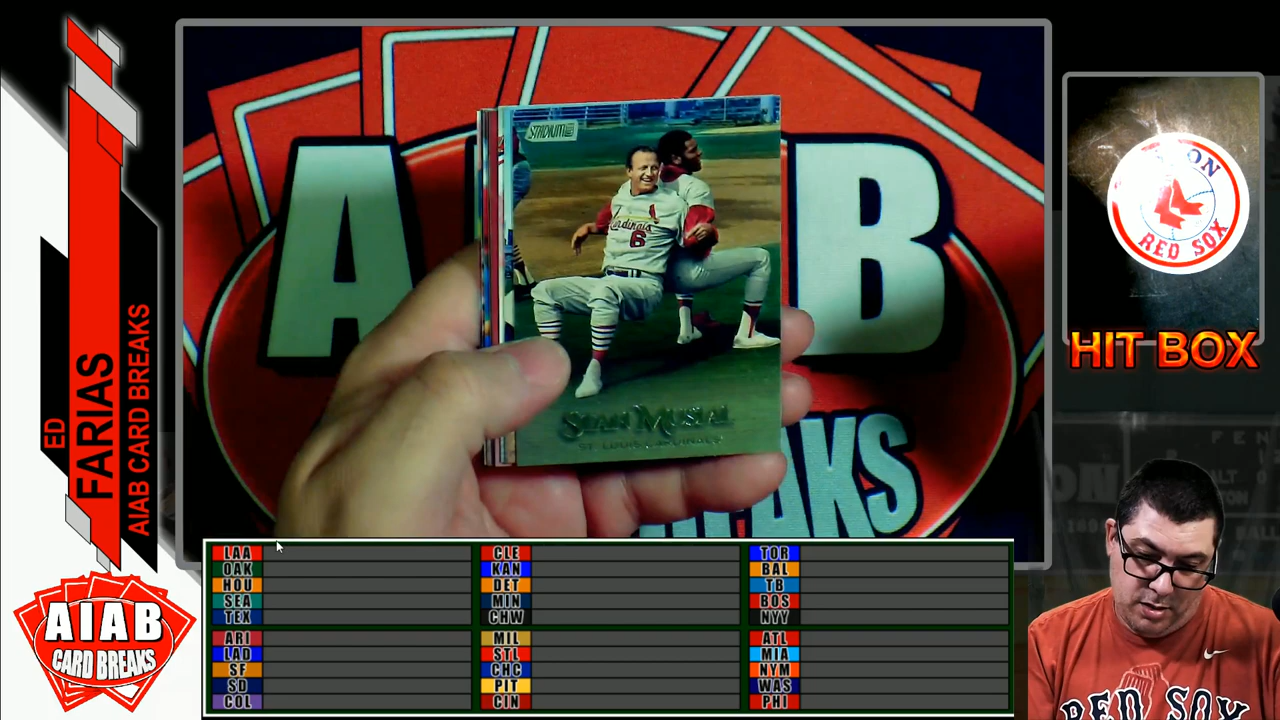 ED
FARIAS
AIAB CARD BREAKS
AIAB
CARD BREAKS
STADIUM
Cardinals
6
STAN MUSIAL
ST. LOUIS CARDINALS
A
B
AKS
ON
RED SOX
HIT BOX
RED SOX
LAA
OAK
HOU
SEA
TEX
ARI
LAD
SF
SD
COL
CLE
KAN
DET
MIN
CHW
MIL
STL
CHC
PIT
CIN
TOR
BAL
TB
BOS
NYY
ATL
MIA
NYM
WAS
PHI